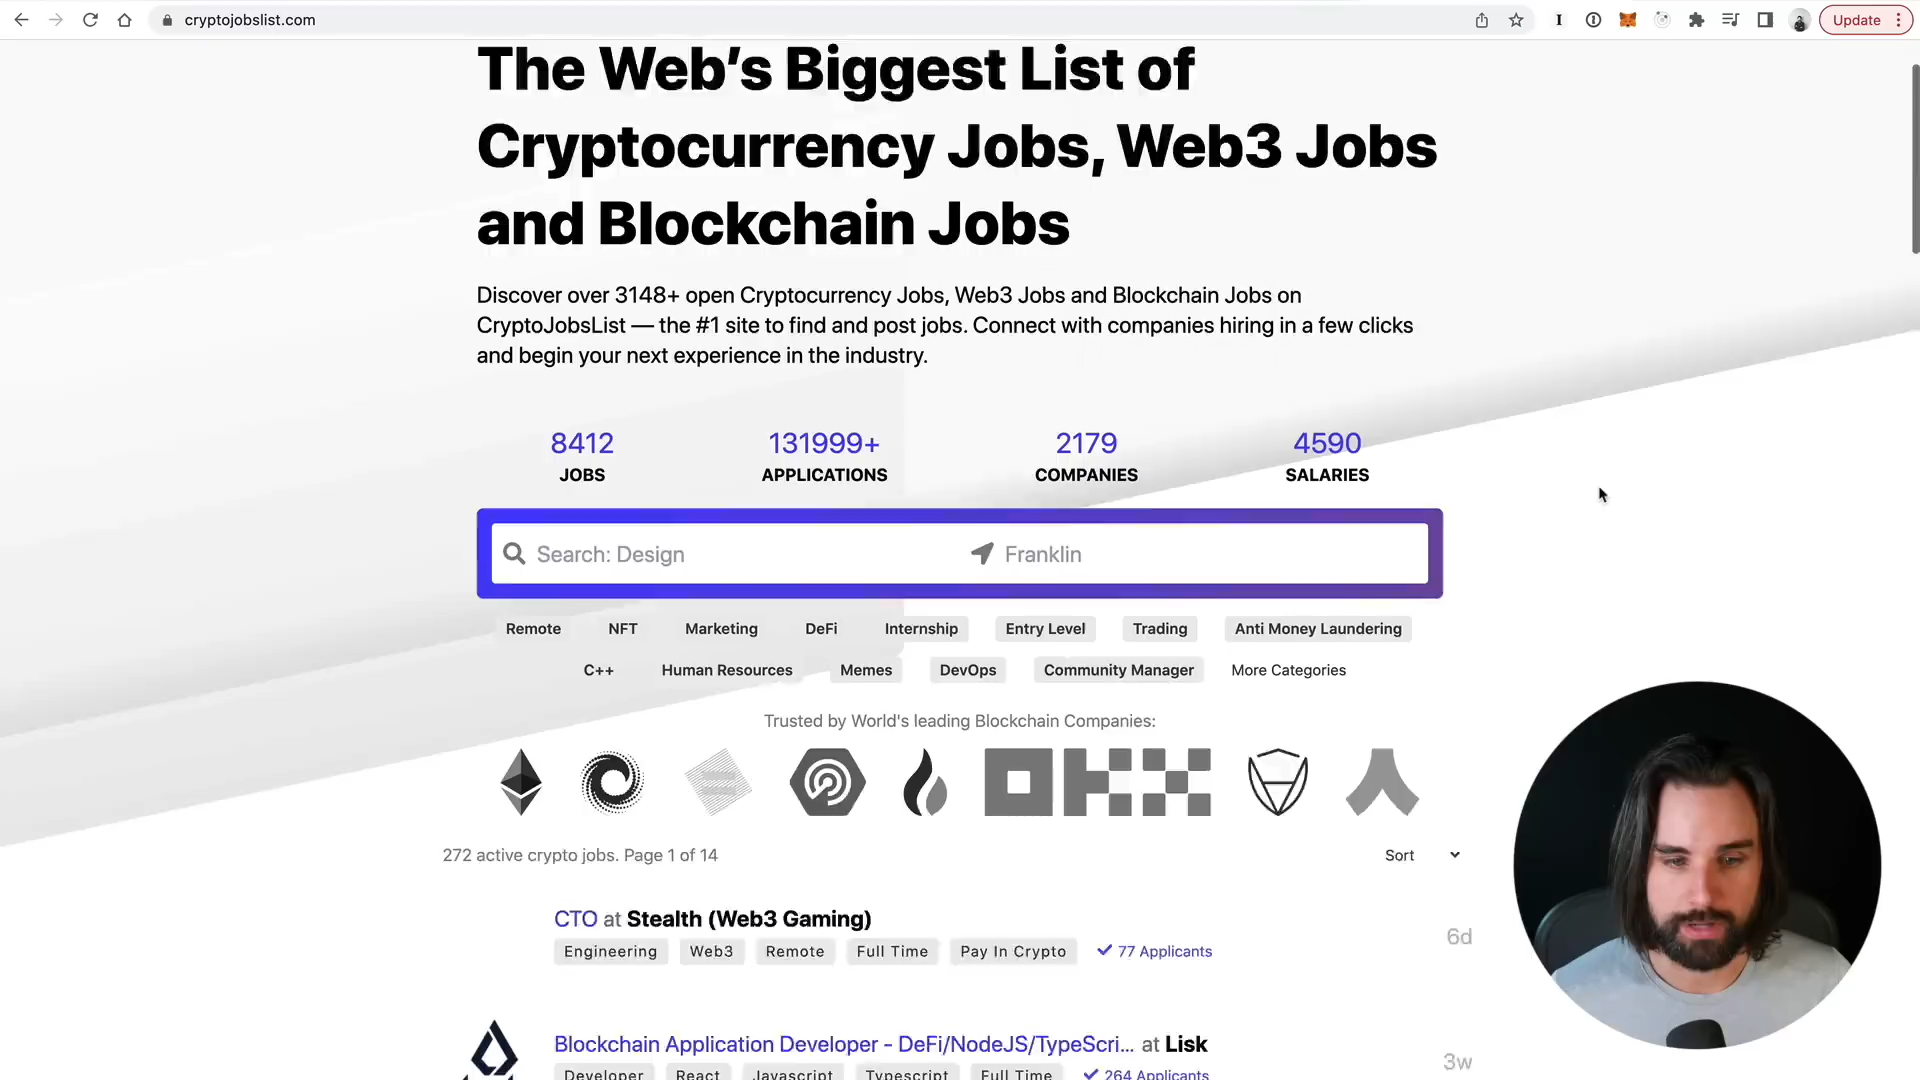 cryptojobslist.com
Update
The Web's Biggest List of
Cryptocurrency Jobs, Web3 Jobs
and Blockchain Jobs
Discover over 3148+ open Cryptocurrency Jobs, Web3 Jobs and Blockchain Jobs on
CryptoJobsList — the #1 site to find and post jobs. Connect with companies hiring in a few clicks
and begin your next experience in the industry.
8412 131999+ 2179 4590
JOBS APPLICATIONS COMPANIES SALARIES
Search: Design Franklin
Remote NFT Marketing DeFi Internship Entry Level Trading Anti Money Laundering
C++ Human Resources Memes DevOps Community Manager More Categories
Trusted by World's leading Blockchain Companies:
272 active crypto jobs. Page 1 of 14 Sort
CTO at Stealth (Web3 Gaming)
Engineering Web3 Remote Full Time Pay In Crypto 77 Applicants 6d
Blockchain Application Developer - DeFi/NodeJS/TypeScri... at Lisk
Developer React Javascript Typescript Full Time 264 Applicants 3w